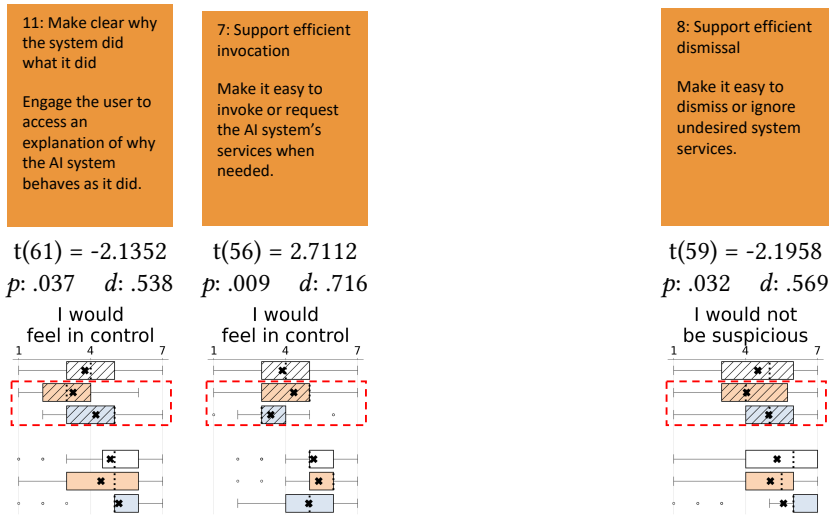 11: Make clear why
the system did
what it did
Engage the user to
access an
explanation of why
the AI system
behaves as it did.
t(61) = -2.1352
p: .037 d: .538
I would
feel in control
1 4 7
7: Support efficient
invocation
Make it easy to
invoke or request
the AI system's
services when
needed.
t(56) = 2.7112
p: .009 d: .716
I would
feel in control
1 4 7
8: Support efficient
dismissal
Make it easy to
dismiss or ignore
undesired system
services.
t(59) = -2.1958
p: .032 d: .569
I would not
be suspicious
1 4 7